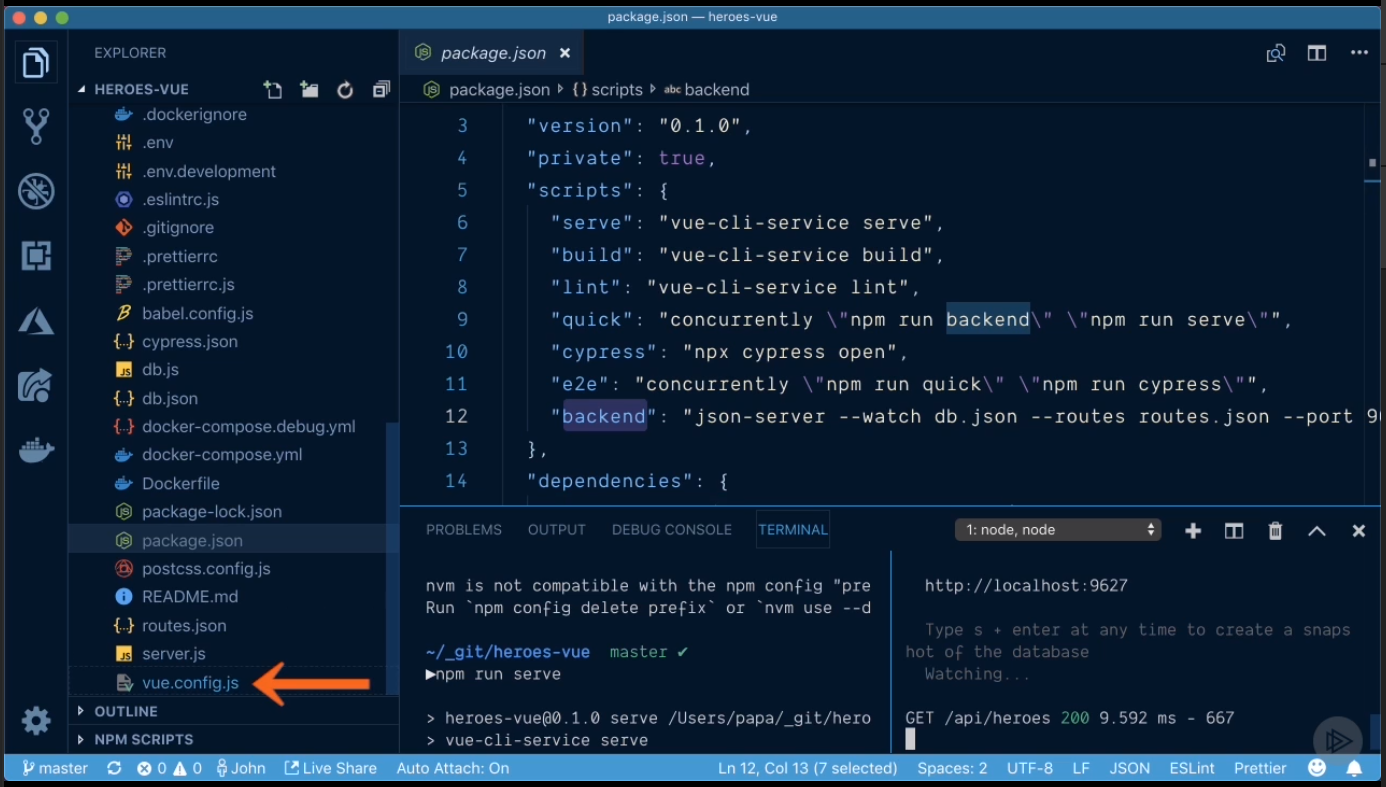 package.json — heroes-vue
EXPLORER
HEROES-VUE
.dockerignore
.env
.env.development
.eslintrc.js
.gitignore
.prettierrc
.prettierrc.js
babel.config.js
cypress.json
db.js
db.json
docker-compose.debug.yml
docker-compose.yml
Dockerfile
package-lock.json
package.json
postcss.config.js
README.md
routes.json
server.js
vue.config.js
OUTLINE
NPM SCRIPTS
package.json ×
package.json {} scripts abc backend
3 "version": "0.1.0",
4 "private": true,
5 "scripts": {
6 "serve": "vue-cli-service serve",
7 "build": "vue-cli-service build",
8 "lint": "vue-cli-service lint",
9 "quick": "concurrently \"npm run backend\" \"npm run serve\"",
10 "cypress": "npx cypress open",
11 "e2e": "concurrently \"npm run quick\" \"npm run cypress\"",
12 "backend": "json-server --watch db.json --routes routes.json --port 9
13 },
14 "dependencies": {
PROBLEMS OUTPUT DEBUG CONSOLE TERMINAL 1: node, node
nvm is not compatible with the npm config "pre
Run `npm config delete prefix` or `nvm use --d
~/_git/heroes-vue master ✔
▶npm run serve
> heroes-vue@0.1.0 serve /Users/papa/_git/hero
> vue-cli-service serve
http://localhost:9627
Type s + enter at any time to create a snaps
hot of the database
Watching...
GET /api/heroes 200 9.592 ms - 667
master 0 0 John Live Share Auto Attach: On Ln 12, Col 13 (7 selected) Spaces: 2 UTF-8 LF JSON ESLint Prettier